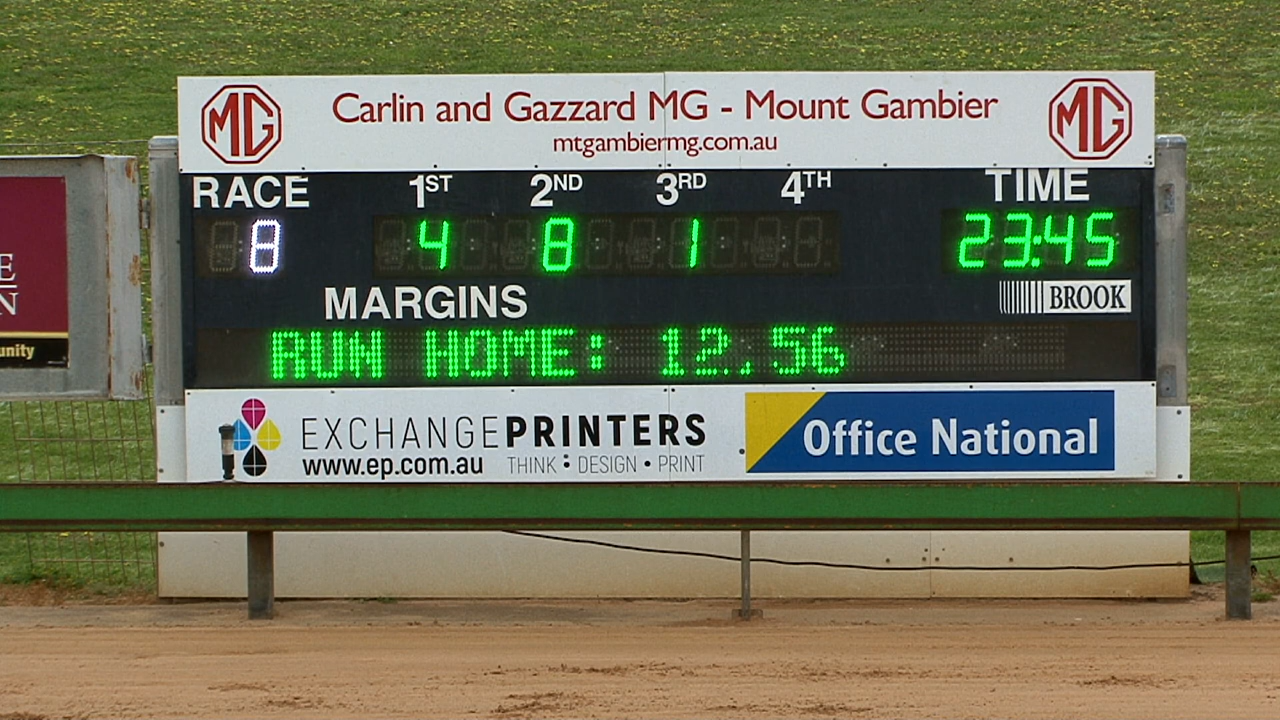 MG Carlin and Gazzard MG - Mount Gambier MG
mtgambiermg.com.au
RACE 1ST 2ND 3RD 4TH TIME
8 4 8 1 23:45
MARGINS BROOK
RUN HOME: 12.56
EXCHANGEPRINTERS
www.ep.com.au THINK : DESIGN • PRINT
Office National
E
N
unity